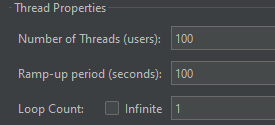 Thread Properties
Number of Threads (users): 100
Ramp-up period (seconds): 100
Loop Count: Infinite 1